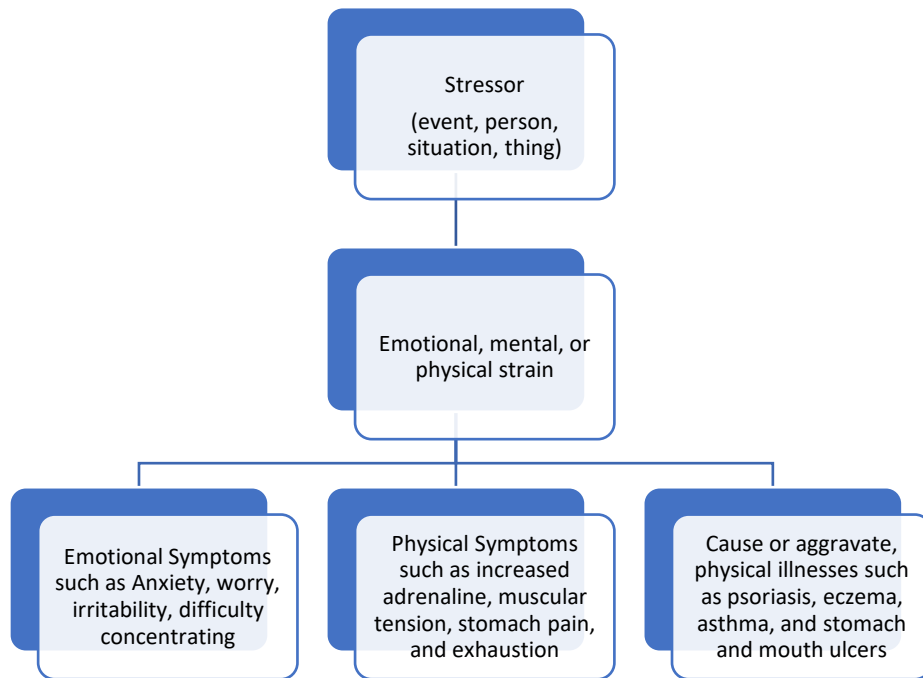 Stressor
(event, person,
situation, thing)
Emotional, mental, or
physical strain
Emotional Symptoms
such as Anxiety, worry,
irritability, difficulty
concentrating
Physical Symptoms
such as increased
adrenaline, muscular
tension, stomach pain,
and exhaustion
Cause or aggravate,
physical illnesses such
as psoriasis, eczema,
asthma, and stomach
and mouth ulcers